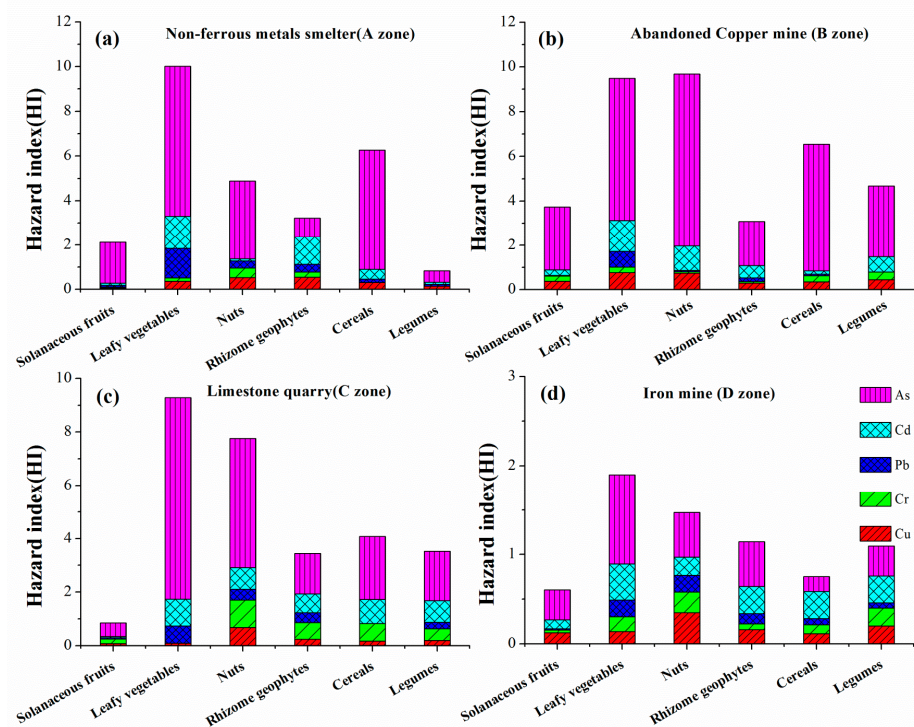 (a)
Non-ferrous metals smelter(A zone)
Hazard index(HI)
12
10
8
6
4
2
0
Solanaceous fruits
Leafy vegetables
Nuts
Rhizome geophytes
Cereals
Legumes
(b)
Abandoned Copper mine (B zone)
Hazard index(HI)
12
10
8
6
4
2
0
Solanaceous fruits
Leafy vegetables
Nuts
Rhizome geophytes
Cereals
Legumes
(c)
Limestone quarry(C zone)
Hazard index(HI)
10
8
6
4
2
0
Solanaceous fruits
Leafy vegetables
Nuts
Rhizome geophytes
Cereals
Legumes
(d)
Iron mine (D zone)
Hazard index(HI)
3
2
1
0
Solanaceous fruits
Leafy vegetables
Nuts
Rhizome geophytes
Cereals
Legumes
As
Cd
Pb
Cr
Cu